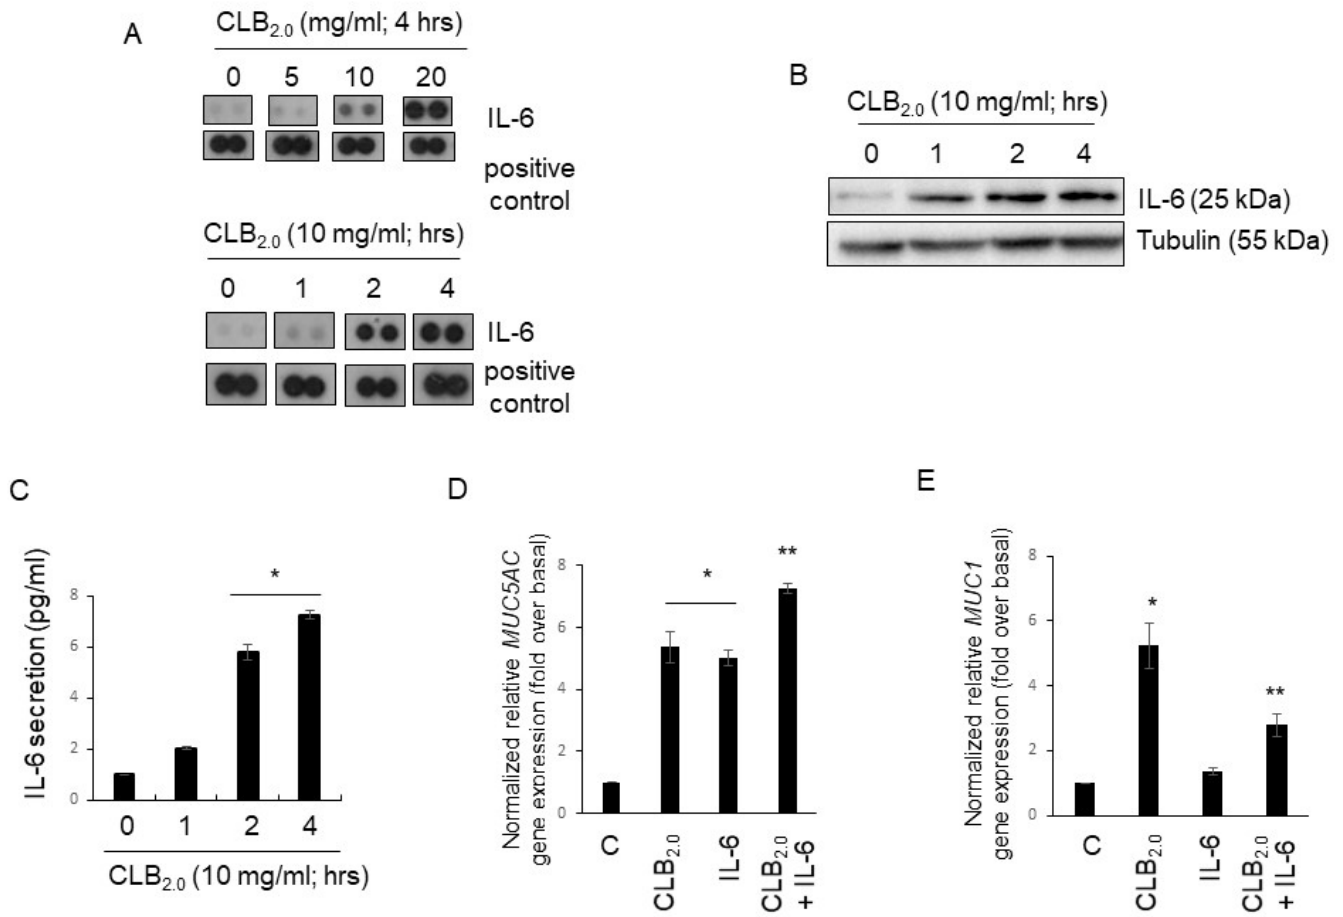 A
CLB2.0 (mg/ml; 4 hrs)
0 5 10 20
IL-6
positive
control
CLB2.0 (10 mg/ml; hrs)
0 1 2 4
IL-6
positive
control
B
CLB2.0 (10 mg/ml; hrs)
0 1 2 4
IL-6 (25 kDa)
Tubulin (55 kDa)
C
IL-6 secretion (pg/ml)
8
6
4
2
0
*
0 1 2 4
CLB2.0 (10 mg/ml; hrs)
D
Normalized relative MUC5AC
gene expression (fold over basal)
8
6
4
2
0
*
**
C
CLB2.0
IL-6
CLB2.0
+ IL-6
E
Normalized relative MUC1
gene expression (fold over basal)
8
6
4
2
0
*
**
C
CLB2.0
IL-6
CLB2.0
+ IL-6